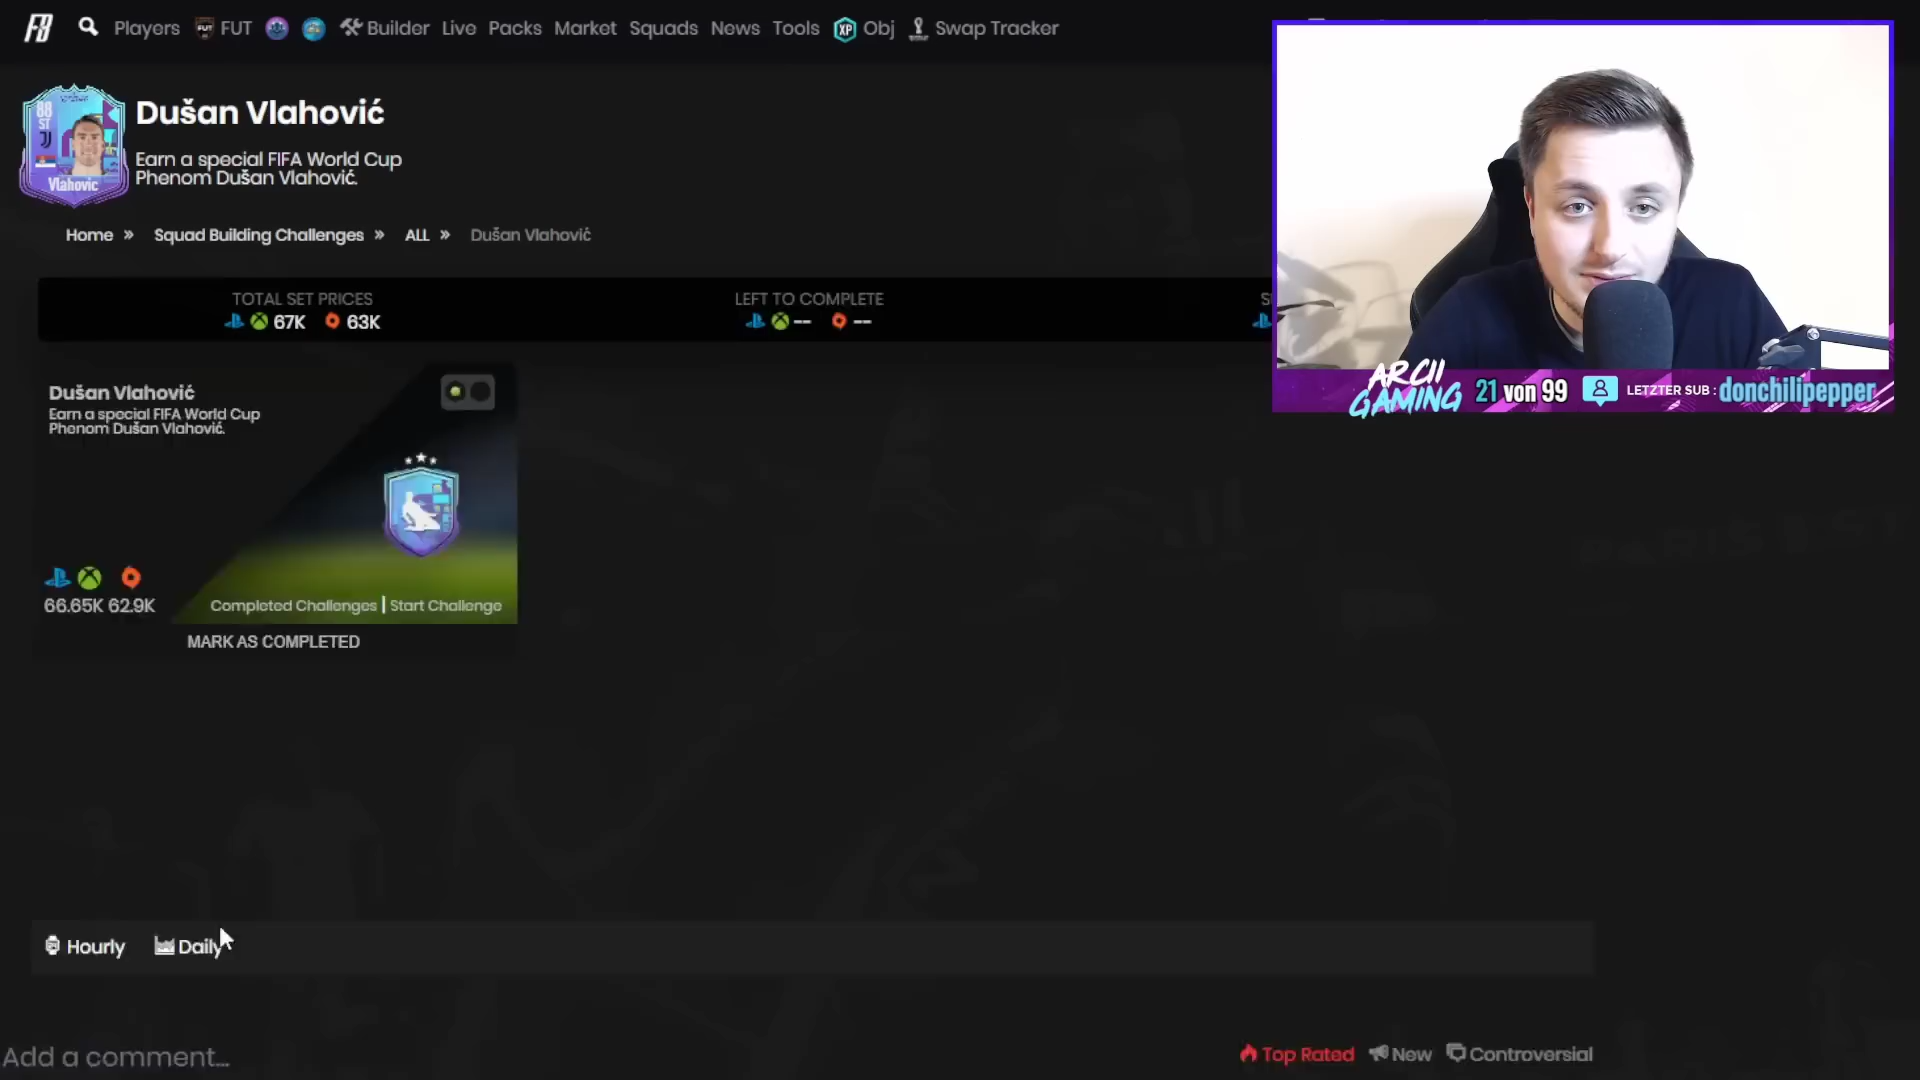 Players FUT Builder Live Packs Market Squads News Tools XP Obj Swap Tracker
88
ST
Vlahovic
Dušan Vlahović
Earn a special FIFA World Cup
Phenom Dušan Vlahović.
Home » Squad Building Challenges » ALL » Dušan Vlahović
TOTAL SET PRICES
67K 63K
LEFT TO COMPLETE
-- --
Dušan Vlahović
Earn a special FIFA World Cup
Phenom Dušan Vlahović.
66.65K 62.9K
Completed Challenges | Start Challenge
MARK AS COMPLETED
ARCII
GAMING
21 von 99
LETZTER SUB : donchilipepper
Hourly Daily
Add a comment...
Top Rated New Controversial